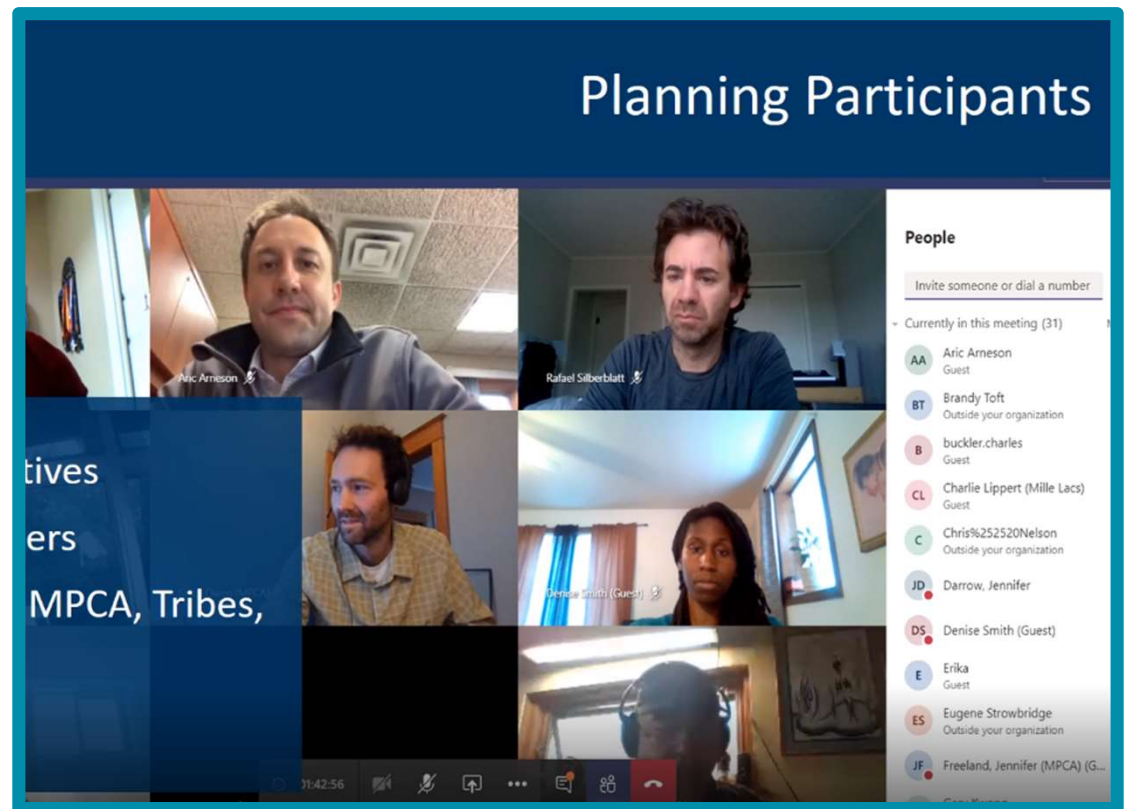 Planning Participants
People
Invite someone or dial a number
Currently in this meeting (31)
AA Aric Arneson
Guest
BT Brandy Toft
Outside your organization
B buckler.charles
Guest
CL Charlie Lippert (Mille Lacs)
Guest
C Chris%252520Nelson
Outside your organization
JD Darrow, Jennifer
DS Denise Smith (Guest)
E Erika
Guest
ES Eugene Strowbridge
Outside your organization
JF Freeland, Jennifer (MPCA) (G...
Aric Arneson
Rafael Silberblatt
tives
ers
MPCA, Tribes,
Denise Smith (Guest)
01:42:56